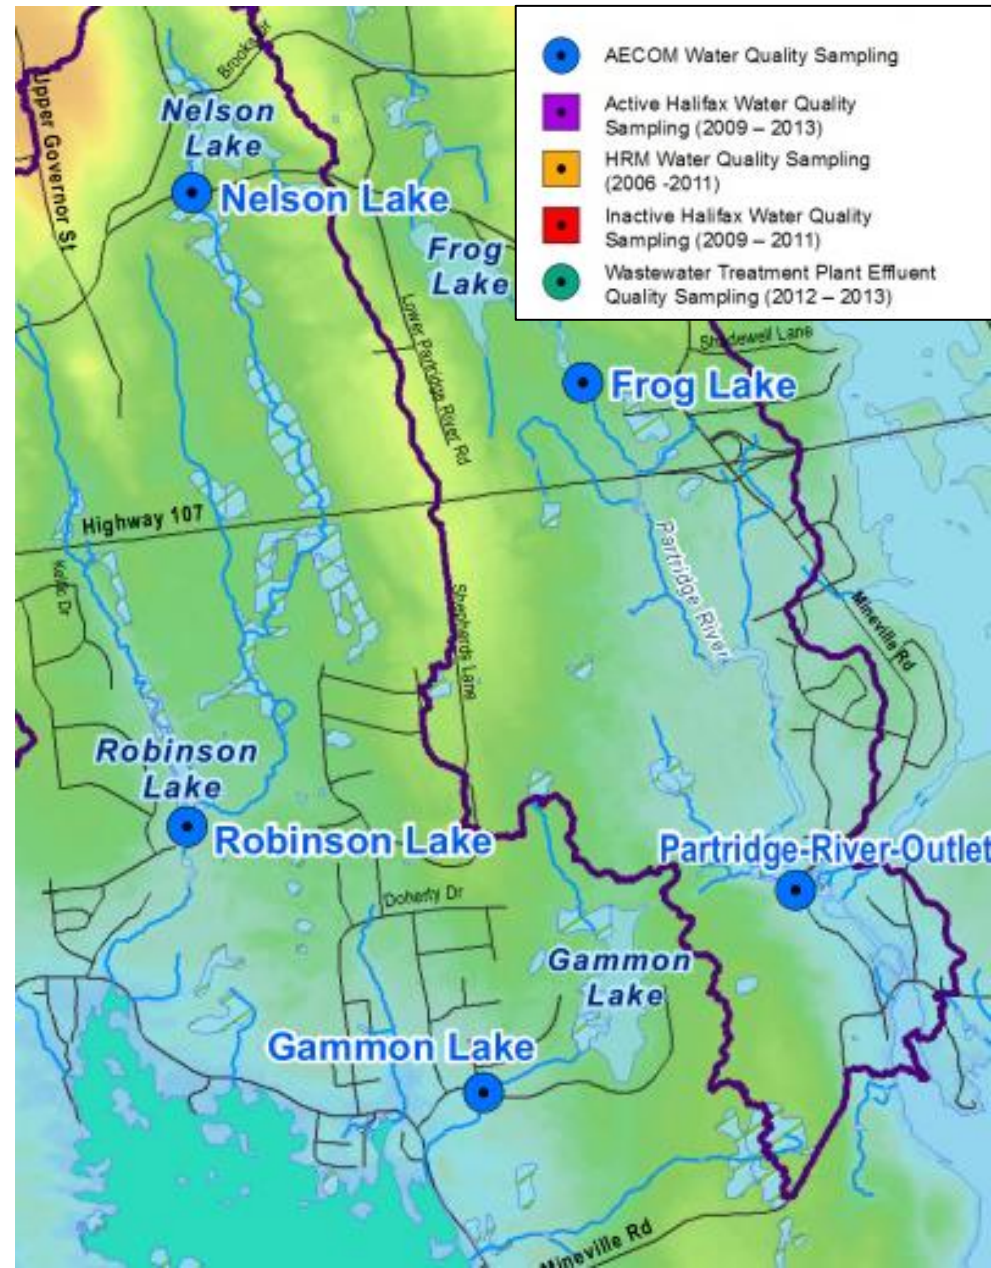 AECOM Water Quality Sampling
Active Halifax Water Quality
Sampling (2009 – 2013)
HRM Water Quality Sampling
(2006 -2011)
Inactive Halifax Water Quality
Sampling (2009 – 2011)
Wastewater Treatment Plant Effluent
Quality Sampling (2012 – 2013)
Upper Governor St
Nelson
Lake
Nelson Lake
Frog
Lake
Lower Partridge River Rd
Shadewell Lane
Frog Lake
Highway 107
Partridge River
Shepherds Lane
Mineville Rd
Robinson
Lake
Robinson Lake
Partridge-River-Outlet
Doherty Dr
Gammon
Lake
Gammon Lake
Mineville Rd